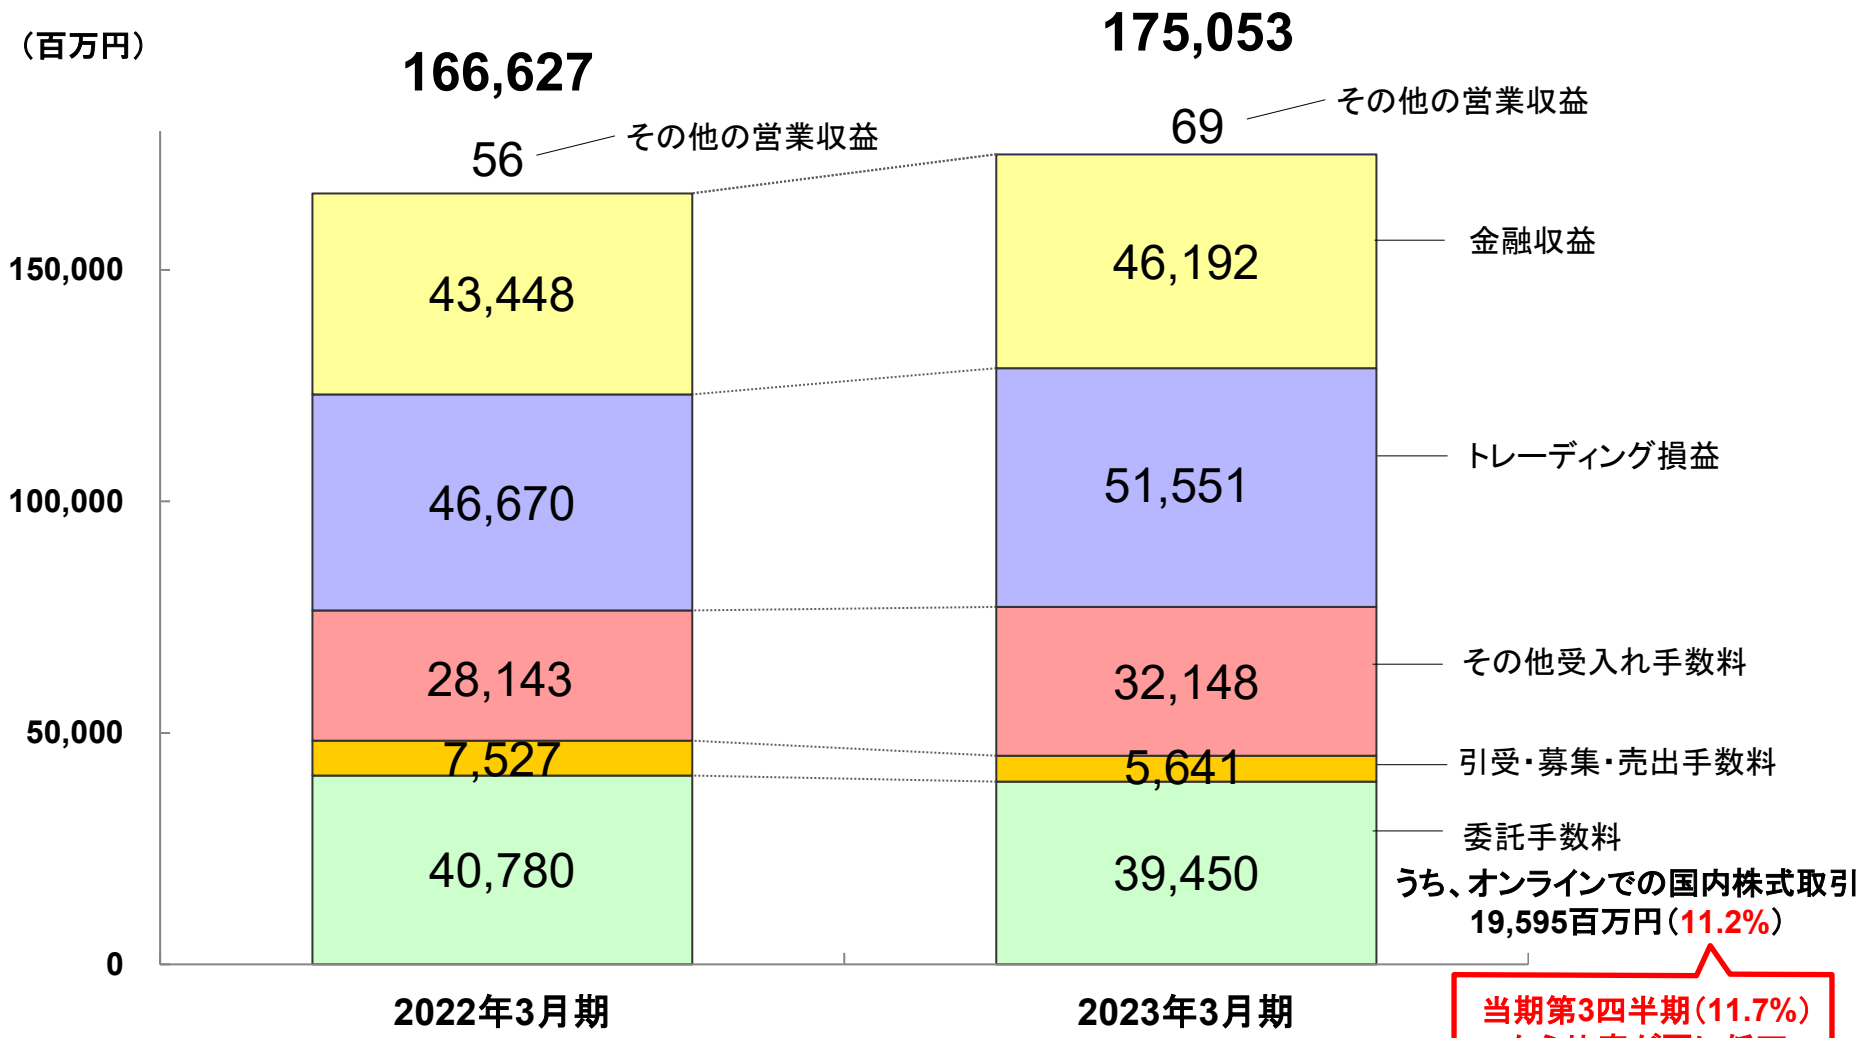 （百万円）
166,627
175,053
56
その他の営業収益
69
その他の営業収益
150,000
100,000
50,000
0
43,448
46,670
28,143
7,527
40,780
46,192
51,551
32,148
5,641
39,450
金融収益
トレーディング損益
その他受入れ手数料
引受・募集・売出手数料
委託手数料
うち、オンラインでの国内株式取引
19,595百万円（11.2%）
2022年3月期
2023年3月期
当期第3四半期（11.7%）